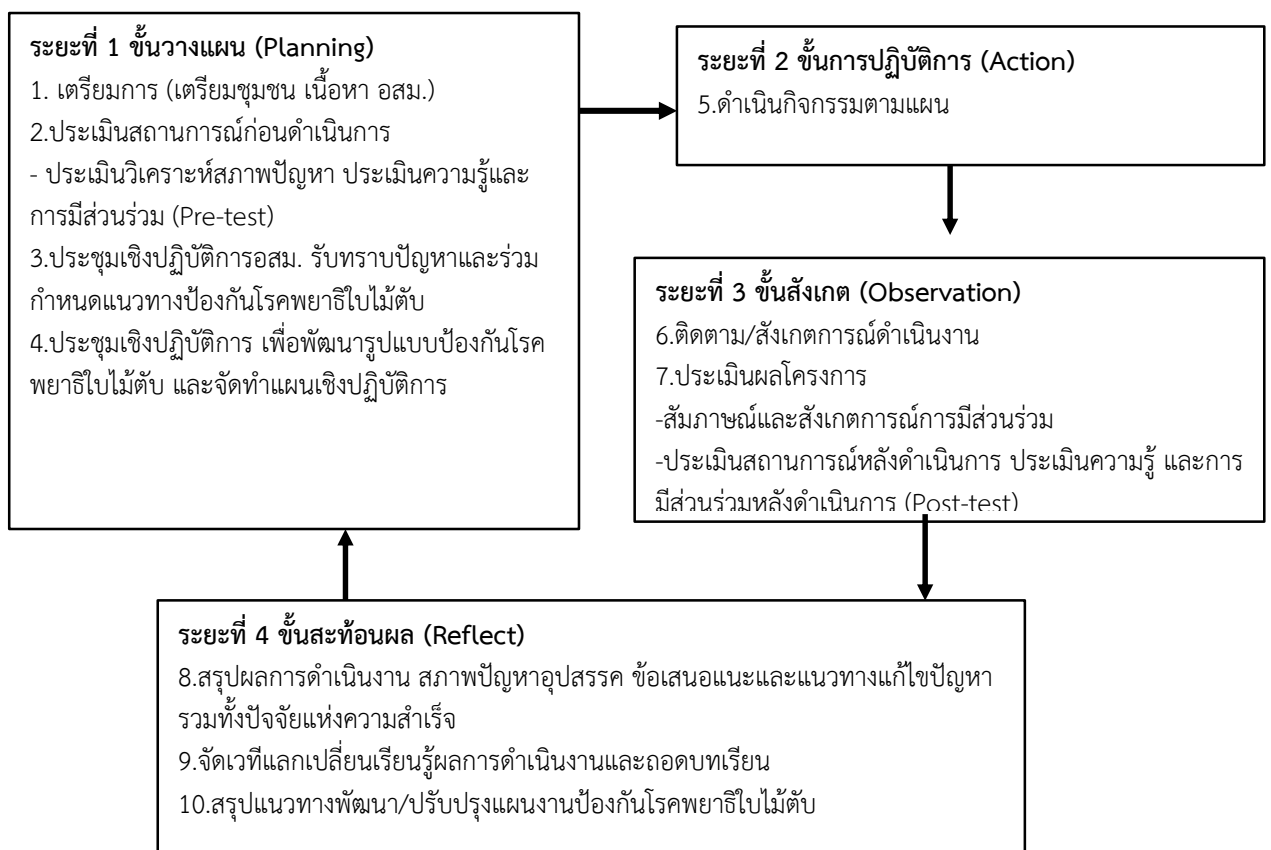 ระยะที่ 1 ขั้นวางแผน (Planning)
1. เตรียมการ (เตรียมชุมชน เนื้อหา อสม.)
2.ประเมินสถานการณ์ก่อนดำเนินการ
- ประเมินวิเคราะห์สภาพปัญหา ประเมินความรู้และ
การมีส่วนร่วม (Pre-test)
3.ประชุมเชิงปฏิบัติการอสม. รับทราบปัญหาและร่วม
กำหนดแนวทางป้องกันโรคพยาธิใบไม้ตับ
4.ประชุมเชิงปฏิบัติการ เพื่อพัฒนารูปแบบป้องกันโรค
พยาธิใบไม้ตับ และจัดทำแผนเชิงปฏิบัติการ
ระยะที่ 2 ขั้นการปฏิบัติการ (Action)
5.ดำเนินกิจกรรมตามแผน
ระยะที่ 3 ขั้นสังเกต (Observation)
6.ติดตาม/สังเกตการณ์ดำเนินงาน
7.ประเมินผลโครงการ
-สัมภาษณ์และสังเกตการณ์การมีส่วนร่วม
-ประเมินสถานการณ์หลังดำเนินการ ประเมินความรู้ และการ
มีส่วนร่วมหลังดำเนินการ (Post-test)
ระยะที่ 4 ขั้นสะท้อนผล (Reflect)
8.สรุปผลการดำเนินงาน สภาพปัญหาอุปสรรค ข้อเสนอแนะและแนวทางแก้ไขปัญหา
รวมทั้งปัจจัยแห่งความสำเร็จ
9.จัดเวทีแลกเปลี่ยนเรียนรู้ผลการดำเนินงานและถอดบทเรียน
10.สรุปแนวทางพัฒนา/ปรับปรุงแผนงานป้องกันโรคพยาธิใบไม้ตับ